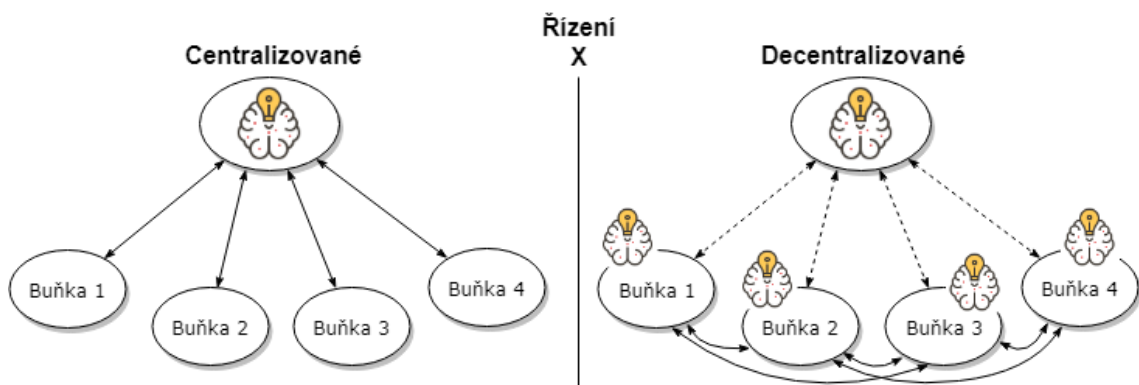 Řízení
X
Centralizované
Buňka 1
Buňka 2
Buňka 3
Buňka 4
Decentralizované
Buňka 1
Buňka 2
Buňka 3
Buňka 4